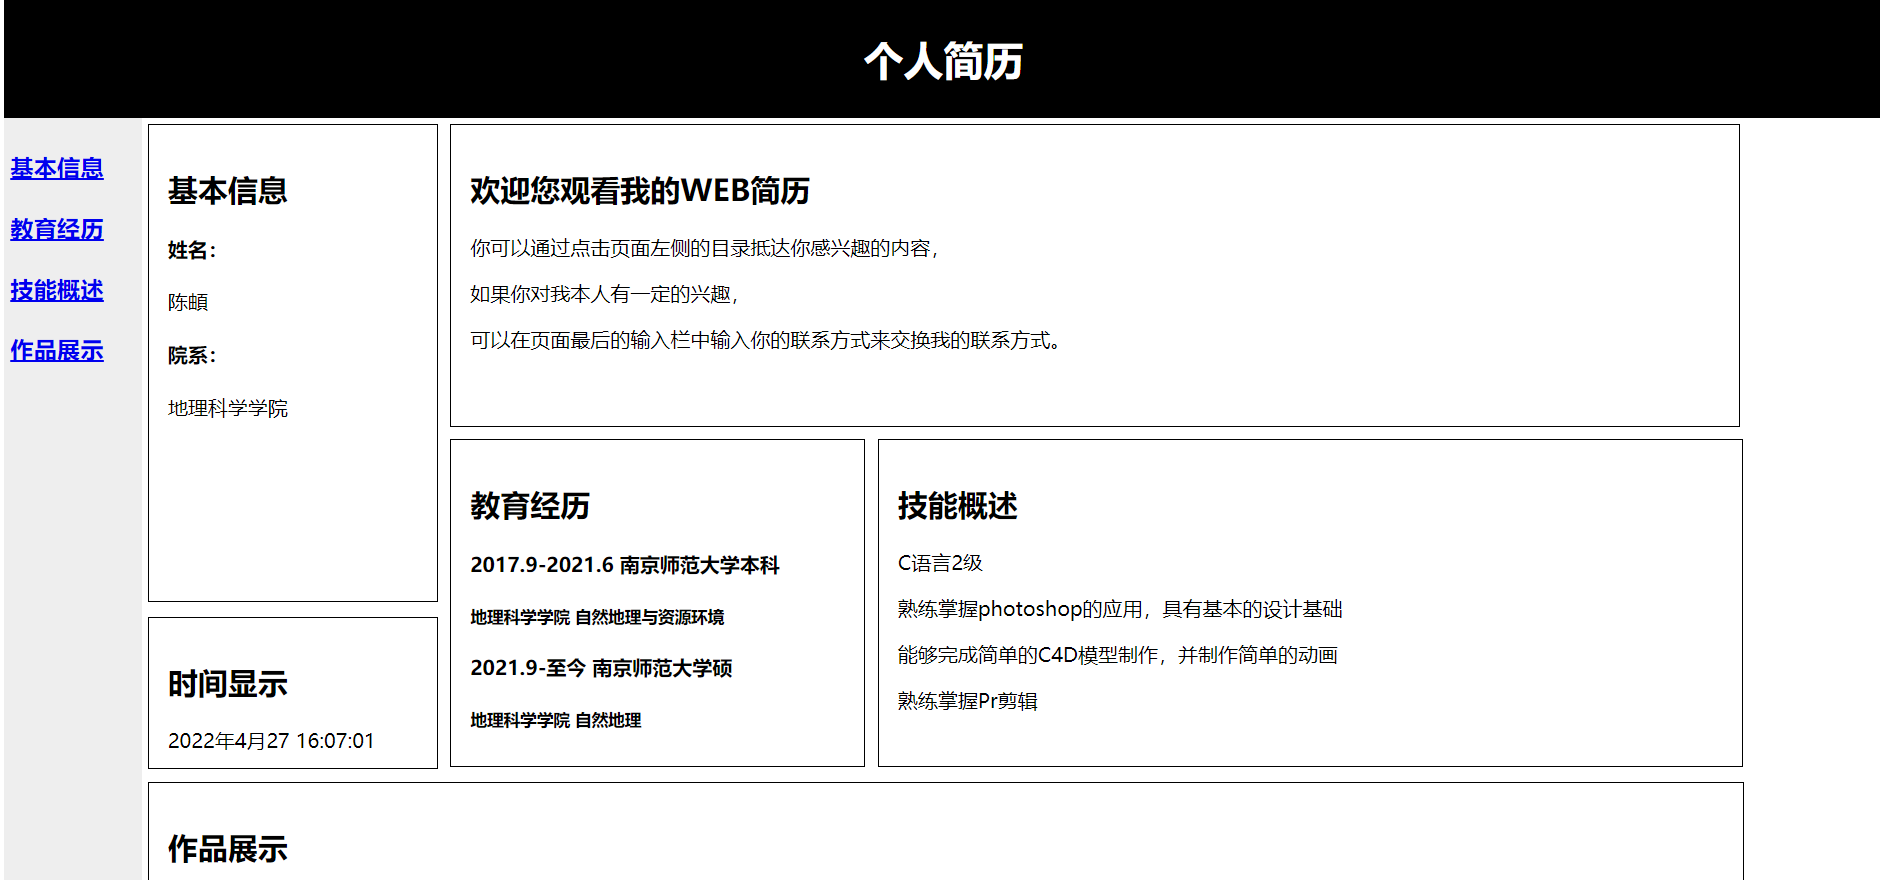 个人简历
基本信息
教育经历
技能概述
作品展示
基本信息
姓名：
陈頔
院系：
地理科学学院
时间显示
2022年4月27 16:07:01
欢迎您观看我的WEB简历
你可以通过点击页面左侧的目录抵达你感兴趣的内容，
如果你对我本人有一定的兴趣，
可以在页面最后的输入栏中输入你的联系方式来交换我的联系方式。
教育经历
2017.9-2021.6 南京师范大学本科
地理科学学院 自然地理与资源环境
2021.9-至今 南京师范大学硕
地理科学学院 自然地理
技能概述
C语言2级
熟练掌握photoshop的应用，具有基本的设计基础
能够完成简单的C4D模型制作，并制作简单的动画
熟练掌握Pr剪辑
作品展示